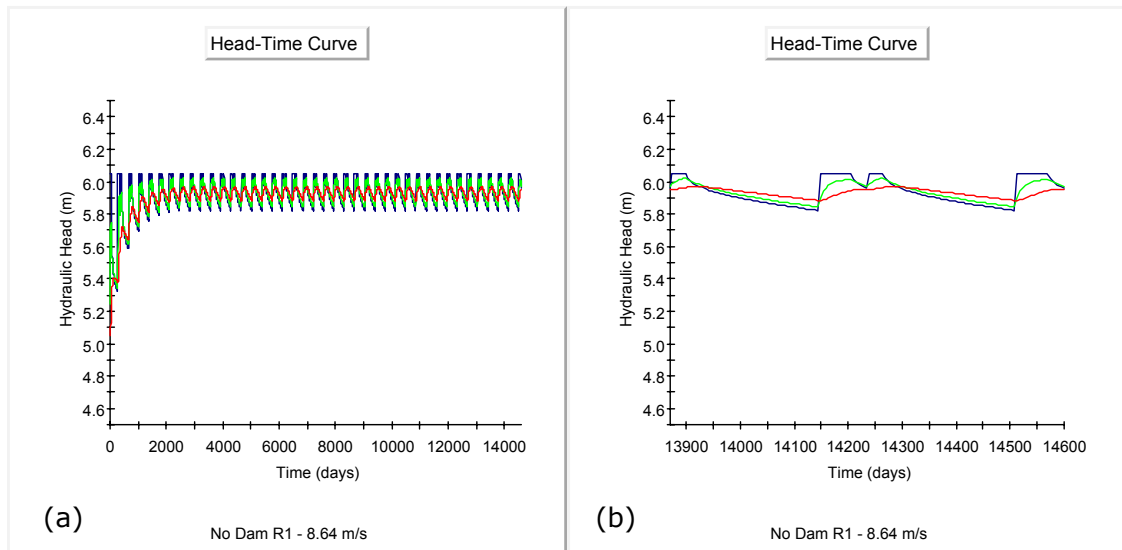 Head-Time Curve
6.4
6.2
6.0
5.8
5.6
5.4
5.2
5.0
4.8
4.6
Hydraulic Head (m)
0 2000 4000 6000 8000 10000 12000 14000
Time (days)
(a)
No Dam R1 - 8.64 m/s
Head-Time Curve
6.4
6.2
6.0
5.8
5.6
5.4
5.2
5.0
4.8
4.6
Hydraulic Head (m)
13900 14000 14100 14200 14300 14400 14500 14600
Time (days)
(b)
No Dam R1 - 8.64 m/s